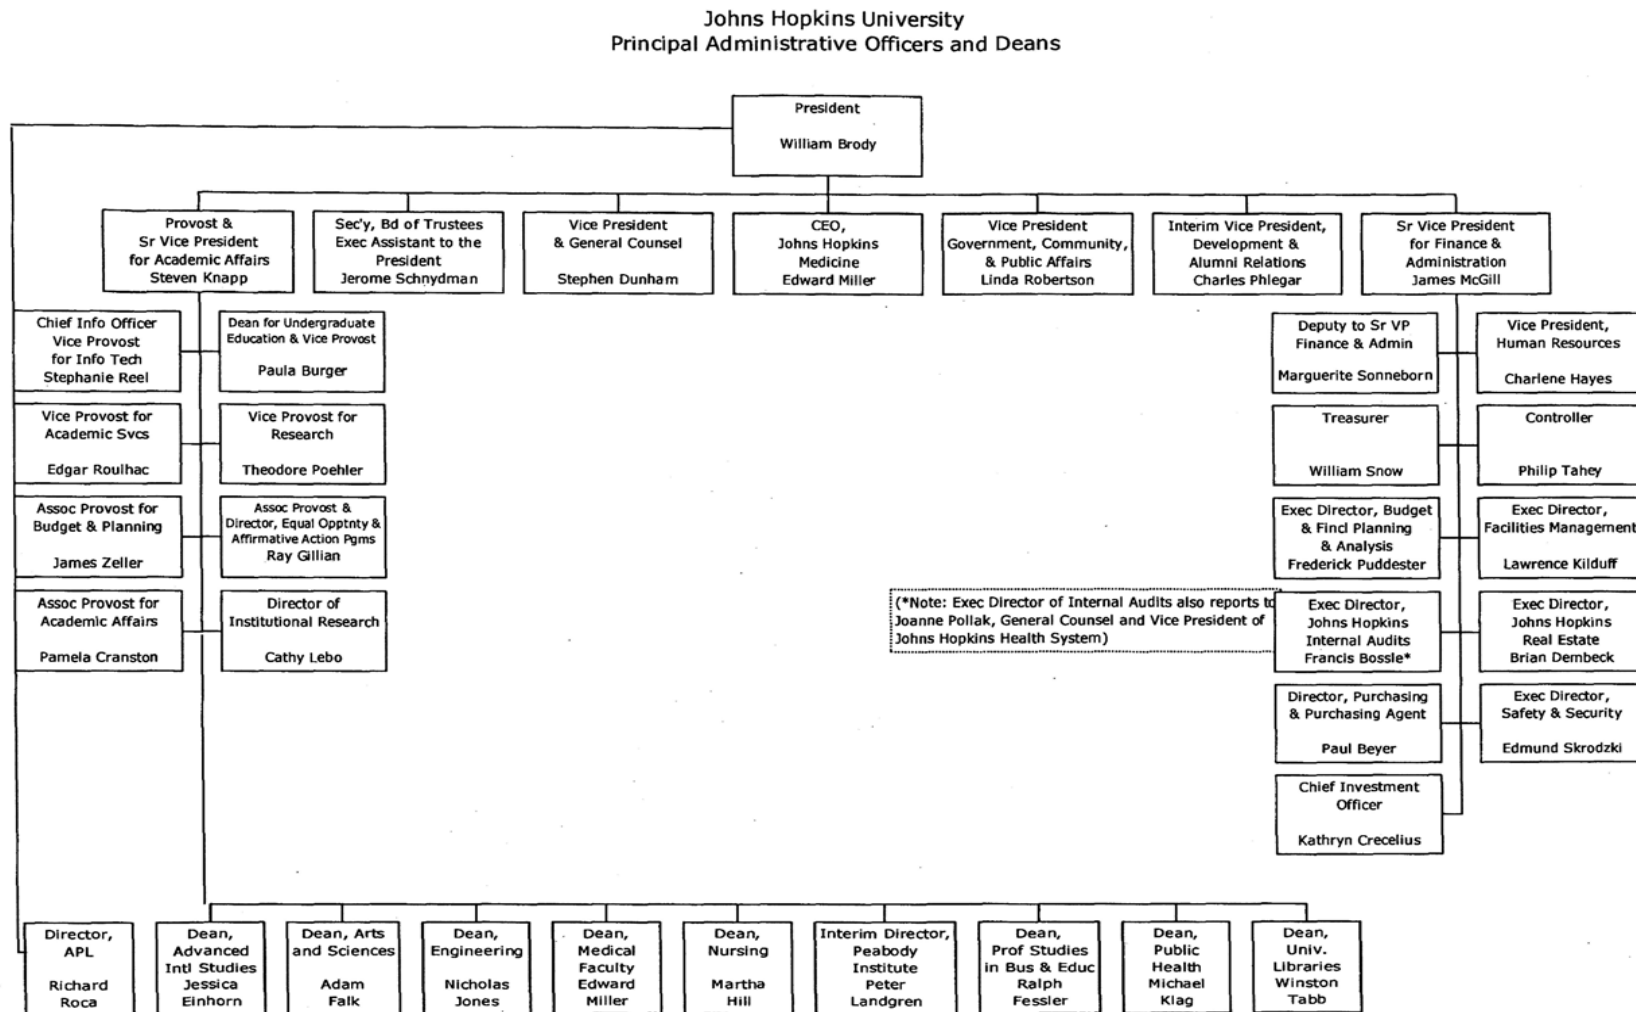 Johns Hopkins University
Principal Administrative Officers and Deans
President
William Brody
Provost &
Sr Vice President
for Academic Affairs
Steven Knapp
Sec'y, Bd of Trustees
Exec Assistant to the
President
Jerome Schnydman
Vice President
& General Counsel
Stephen Dunham
CEO,
Johns Hopkins
Medicine
Edward Miller
Vice President
Government, Community,
& Public Affairs
Linda Robertson
Interim Vice President,
Development &
Alumni Relations
Charles Phlegar
Sr Vice President
for Finance &
Administration
James McGill
Chief Info Officer
Vice Provost
for Info Tech
Stephanie Reel
Dean for Undergraduate
Education & Vice Provost
Paula Burger
Deputy to Sr VP
Finance & Admin
Marguerite Sonneborn
Vice President,
Human Resources
Charlene Hayes
Vice Provost for
Academic Svcs
Edgar Roulhac
Vice Provost for
Research
Theodore Poehler
Treasurer
William Snow
Controller
Philip Tahey
Assoc Provost for
Budget & Planning
James Zeller
Assoc Provost &
Director, Equal Opptnty &
Affirmative Action Pgms
Ray Gillian
Exec Director, Budget
& Fincl Planning
& Analysis
Frederick Puddester
Exec Director,
Facilities Management
Lawrence Kilduff
Assoc Provost for
Academic Affairs
Pamela Cranston
Director of
Institutional Research
Cathy Lebo
(*Note: Exec Director of Internal Audits also reports to
Joanne Pollak, General Counsel and Vice President of
Johns Hopkins Health System)
Exec Director,
Johns Hopkins
Internal Audits
Francis Bossle*
Exec Director,
Johns Hopkins
Real Estate
Brian Dembeck
Director, Purchasing
& Purchasing Agent
Paul Beyer
Exec Director,
Safety & Security
Edmund Skrodzki
Chief Investment
Officer
Kathryn Crecelius
Director,
APL
Richard
Roca
Dean,
Advanced
Intl Studies
Jessica
Einhorn
Dean, Arts
and Sciences
Adam
Falk
Dean,
Engineering
Nicholas
Jones
Dean,
Medical
Faculty
Edward
Miller
Dean,
Nursing
Martha
Hill
Interim Director,
Peabody
Institute
Peter
Landgren
Dean,
Prof Studies
in Bus & Educ
Ralph
Fessler
Dean,
Public
Health
Michael
Klag
Dean,
Univ.
Libraries
Winston
Tabb